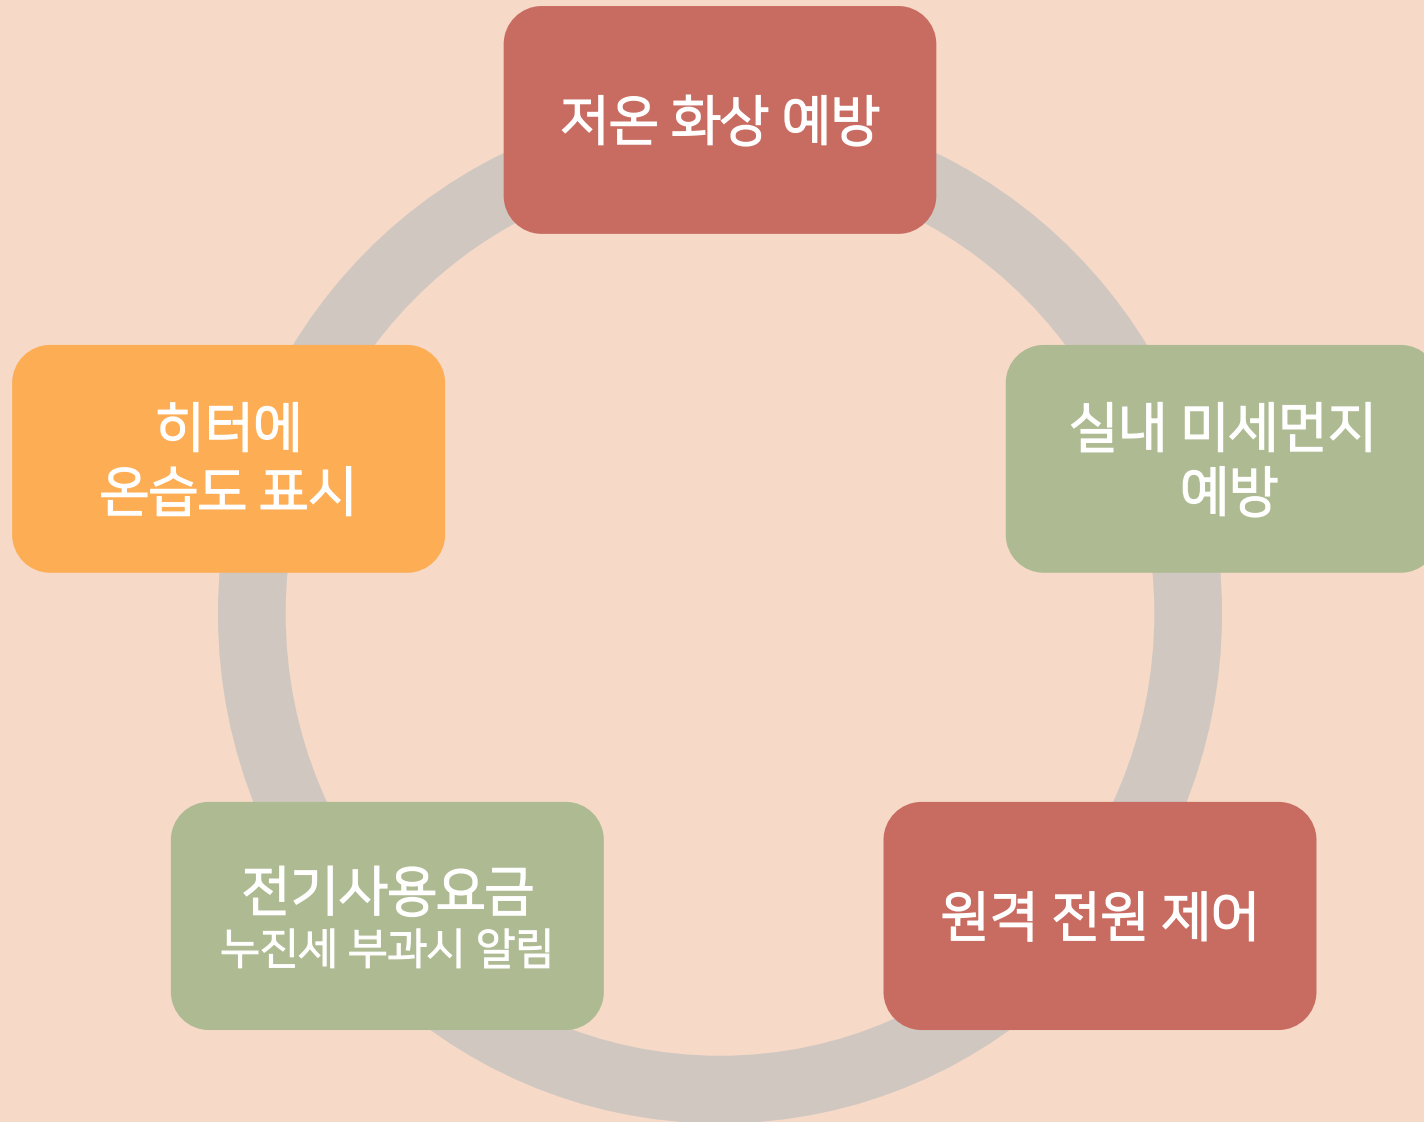 저온 화상 예방
히터에
온습도 표시
실내 미세먼지
예방
전기사용요금
누진세 부과시 알림
원격 전원 제어